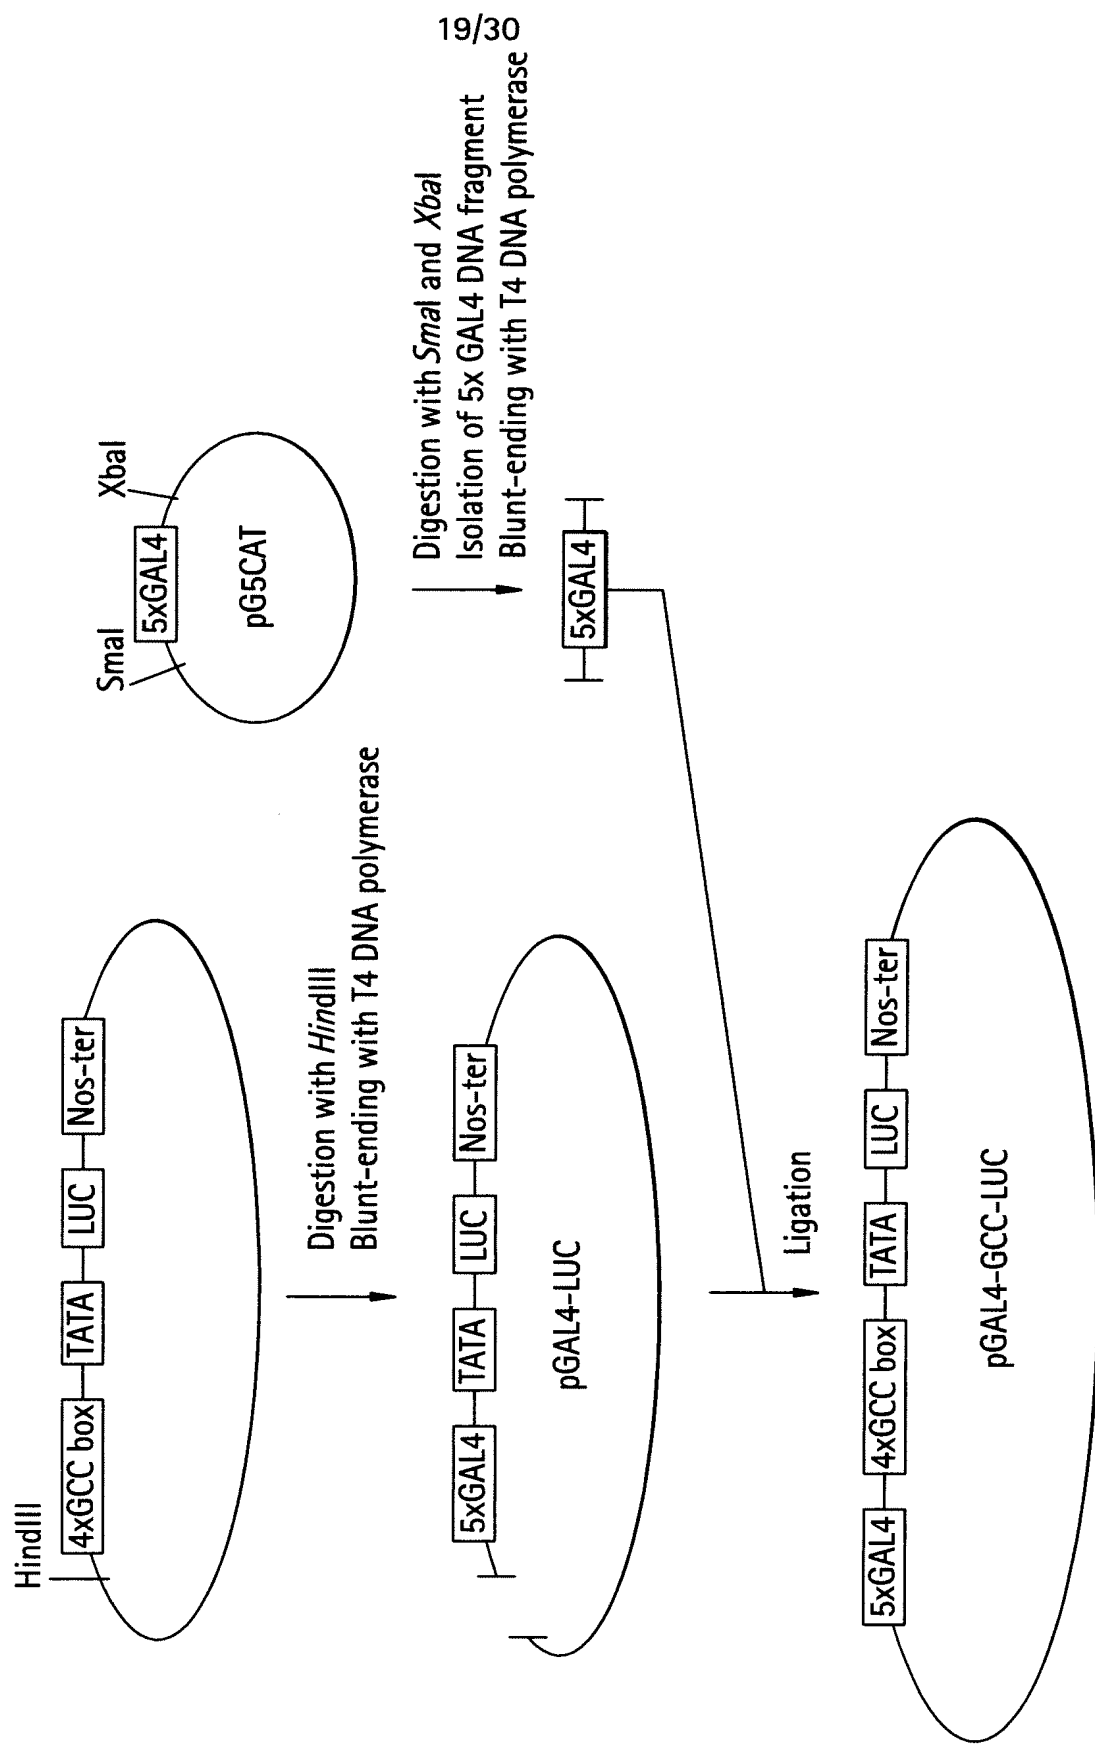 19/30
HindIII
4xGCC box
TATA
LUC
Nos-ter
Digestion with HindIII
Blunt-ending with T4 DNA polymerase
5xGAL4
TATA
LUC
Nos-ter
pGAL4-LUC
SmaI
5xGAL4
XbaI
pG5CAT
Digestion with SmaI and XbaI
Isolation of 5x GAL4 DNA fragment
Blunt-ending with T4 DNA polymerase
5xGAL4
Ligation
5xGAL4
4xGCC box
TATA
LUC
Nos-ter
pGAL4-GCC-LUC